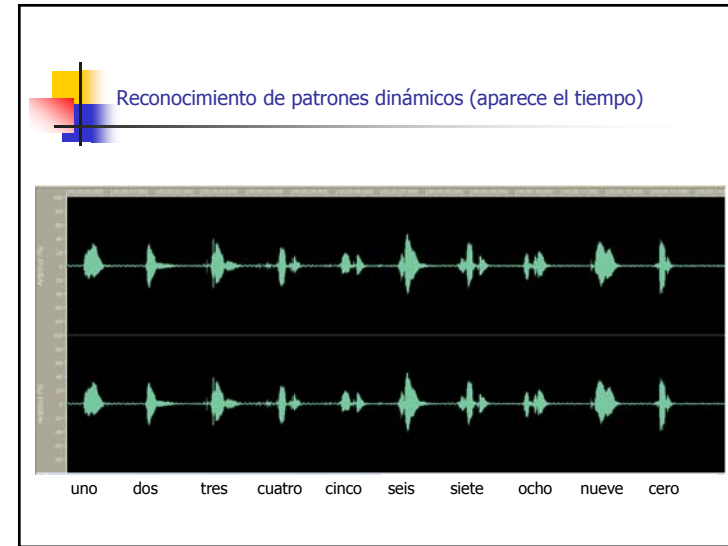 Reconocimiento de patrones dinámicos (aparece el tiempo)
uno dos tres cuatro cinco seis siete ocho nueve cero